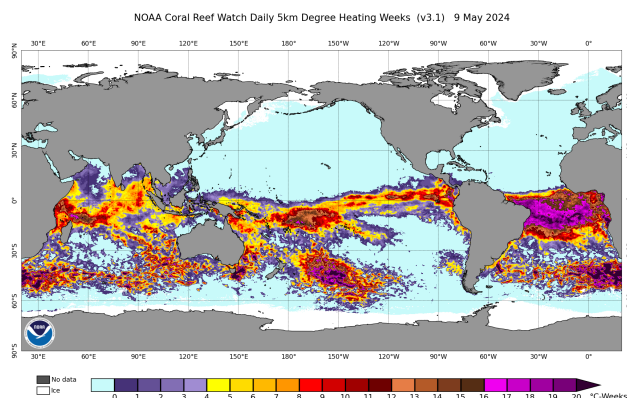 NOAA Coral Reef Watch Daily 5km Degree Heating Weeks (v3.1) 9 May 2024
30°E 60°E 90°E 120°E 150°E 180° 150°W 120°W 90°W 60°W 30°W 0°
90°N
60°N
30°N
0°
30°S
60°S
90°S
30°E 60°E 90°E 120°E 150°E 180° 150°W 120°W 90°W 60°W 30°W 0°
NOAA
No data
Ice
0 1 2 3 4 5 6 7 8 9 10 11 12 13 14 15 16 17 18 19 20 °C-Weeks